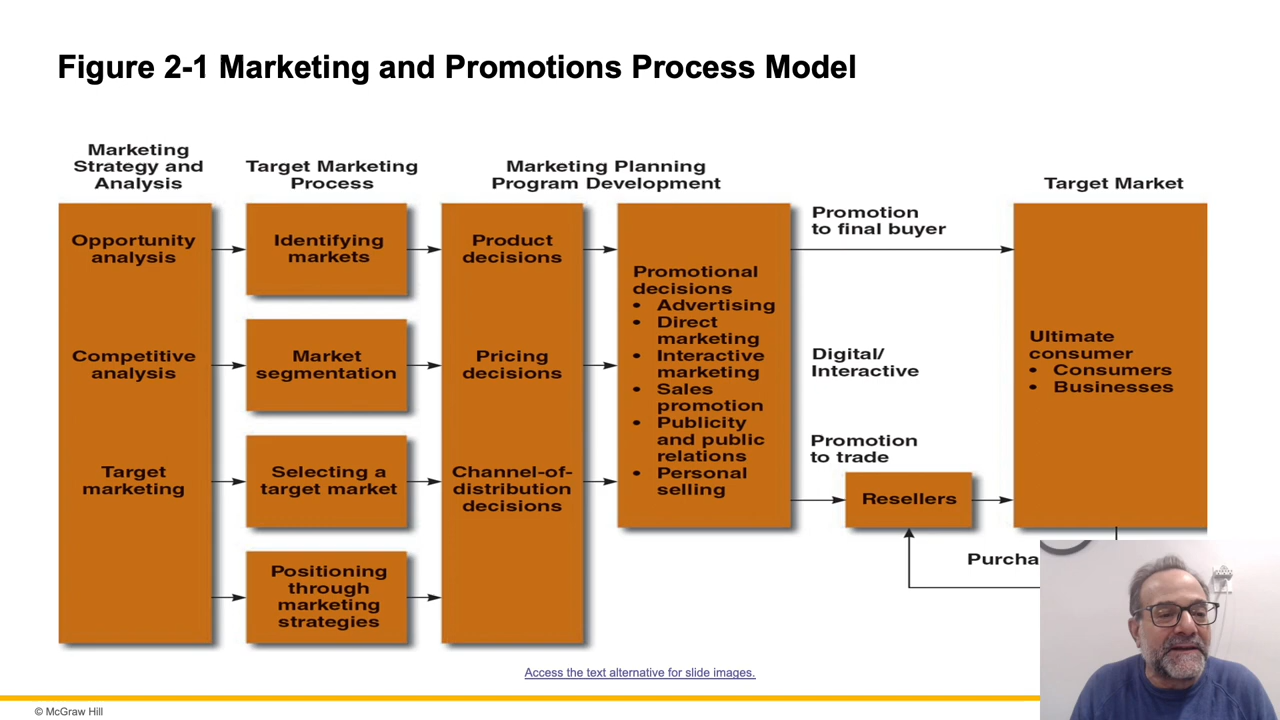 Figure 2-1 Marketing and Promotions Process Model
Marketing
Strategy and
Analysis
Opportunity
analysis
Competitive
analysis
Target
marketing
Target Marketing
Process
Identifying
markets
Market
segmentation
Selecting a
target market
Positioning
through
marketing
strategies
Marketing Planning
Program Development
Product
decisions
Pricing
decisions
Channel-of-
distribution
decisions
Promotional
decisions
• Advertising
• Direct
marketing
• Interactive
marketing
• Sales
promotion
• Publicity
and public
relations
• Personal
selling
Promotion
to final buyer
Digital/
Interactive
Promotion
to trade
Resellers
Target Market
Ultimate
consumer
• Consumers
• Businesses
Purcha
Access the text alternative for slide images.
© McGraw Hill